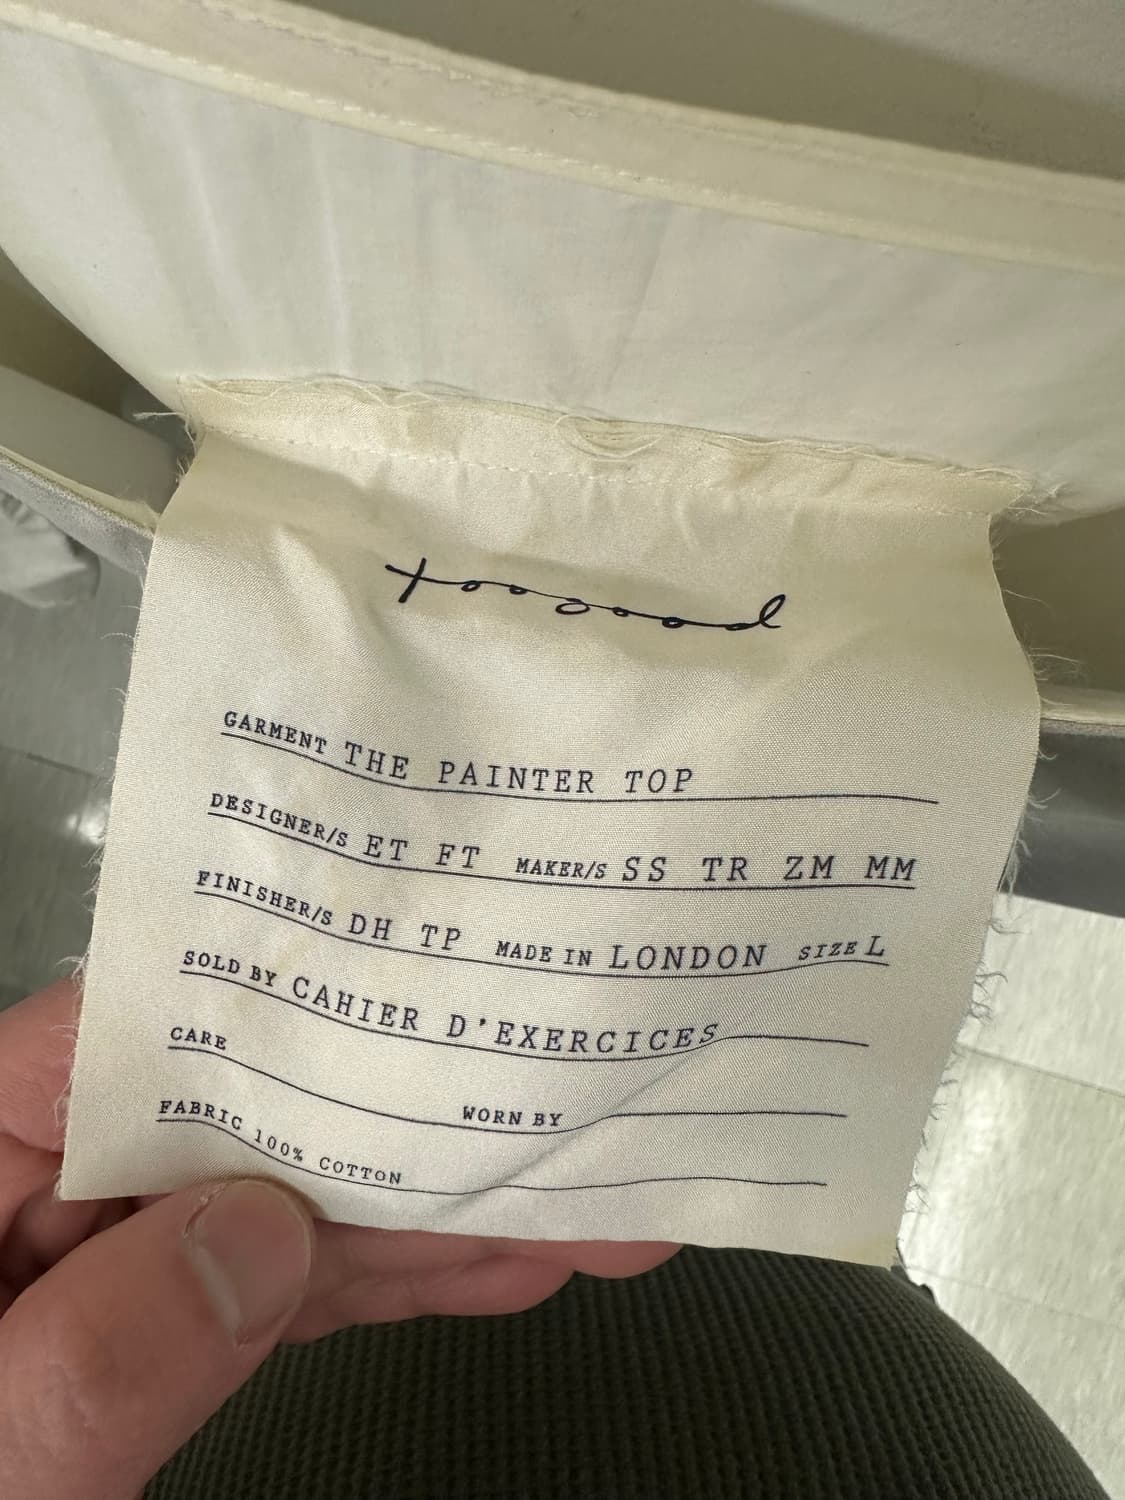 toogood
GARMENT THE PAINTER TOP
DESIGNER/S ET FT MAKER/S SS TR ZM MM
FINISHER/S DH TP MADE IN LONDON SIZE L
SOLD BY CAHIER D'EXERCICES
CARE WORN BY
FABRIC 100% COTTON